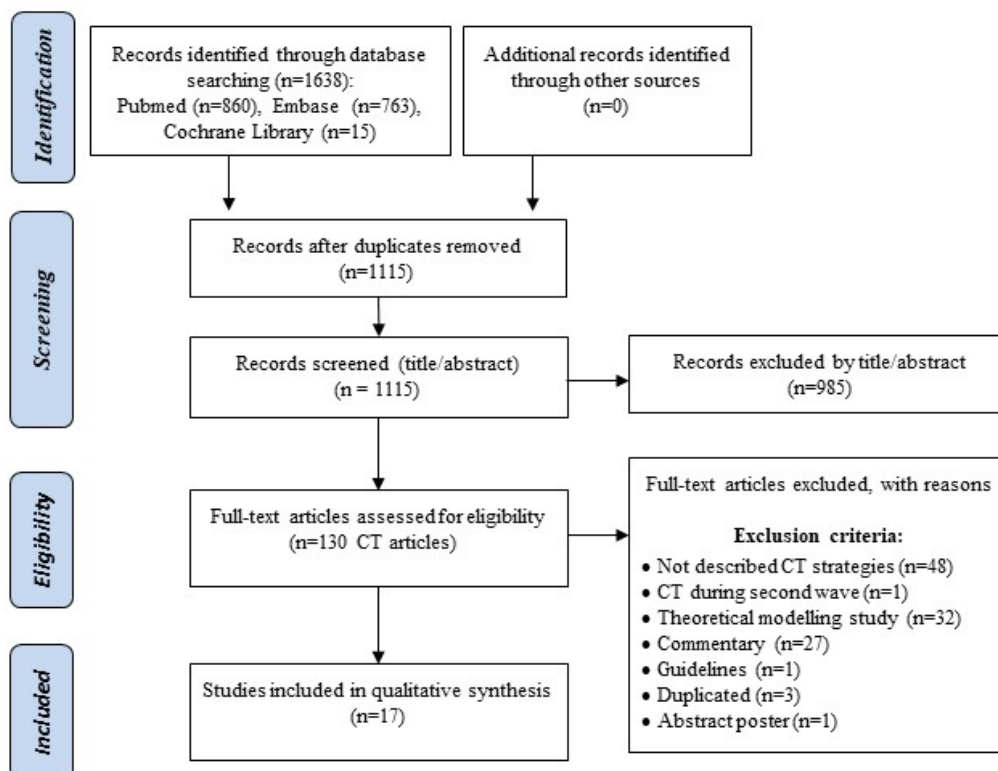 Identification
Records identified through database
searching (n=1638):
Pubmed (n=860), Embase (n=763),
Cochrane Library (n=15)
Additional records identified
through other sources
(n=0)
Screening
Records after duplicates removed
(n=1115)
Records screened (title/abstract)
(n = 1115)
Records excluded by title/abstract
(n=985)
Eligibility
Full-text articles assessed for eligibility
(n=130 CT articles)
Full-text articles excluded, with reasons
Exclusion criteria:
• Not described CT strategies (n=48)
• CT during second wave (n=1)
• Theoretical modelling study (n=32)
• Commentary (n=27)
• Guidelines (n=1)
• Duplicated (n=3)
• Abstract poster (n=1)
Included
Studies included in qualitative synthesis
(n=17)